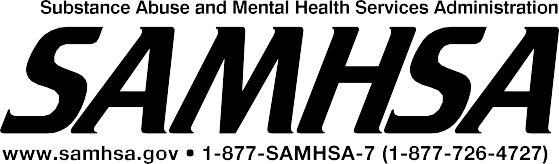 Substance Abuse and Mental Health Services Administration
SAMHSA
www.samhsa.gov • 1-877-SAMHSA-7 (1-877-726-4727)